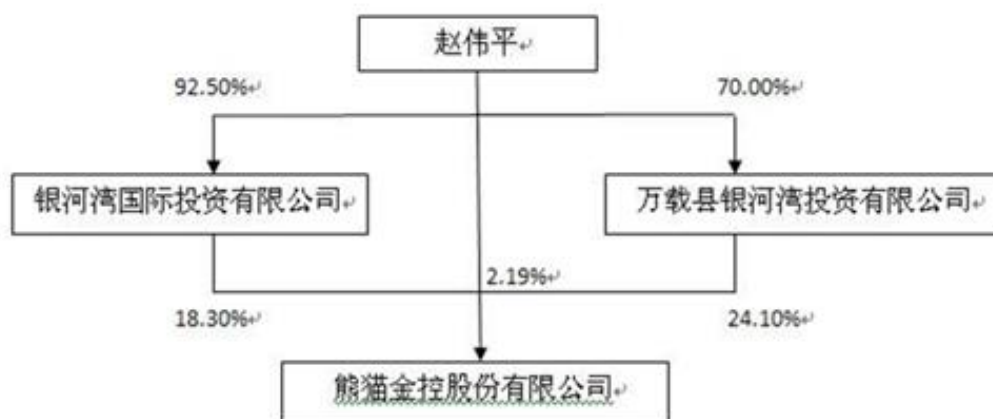 赵伟平
92.50%
70.00%
银河湾国际投资有限公司
万载县银河湾投资有限公司
2.19%
18.30%
24.10%
熊猫金控股份有限公司